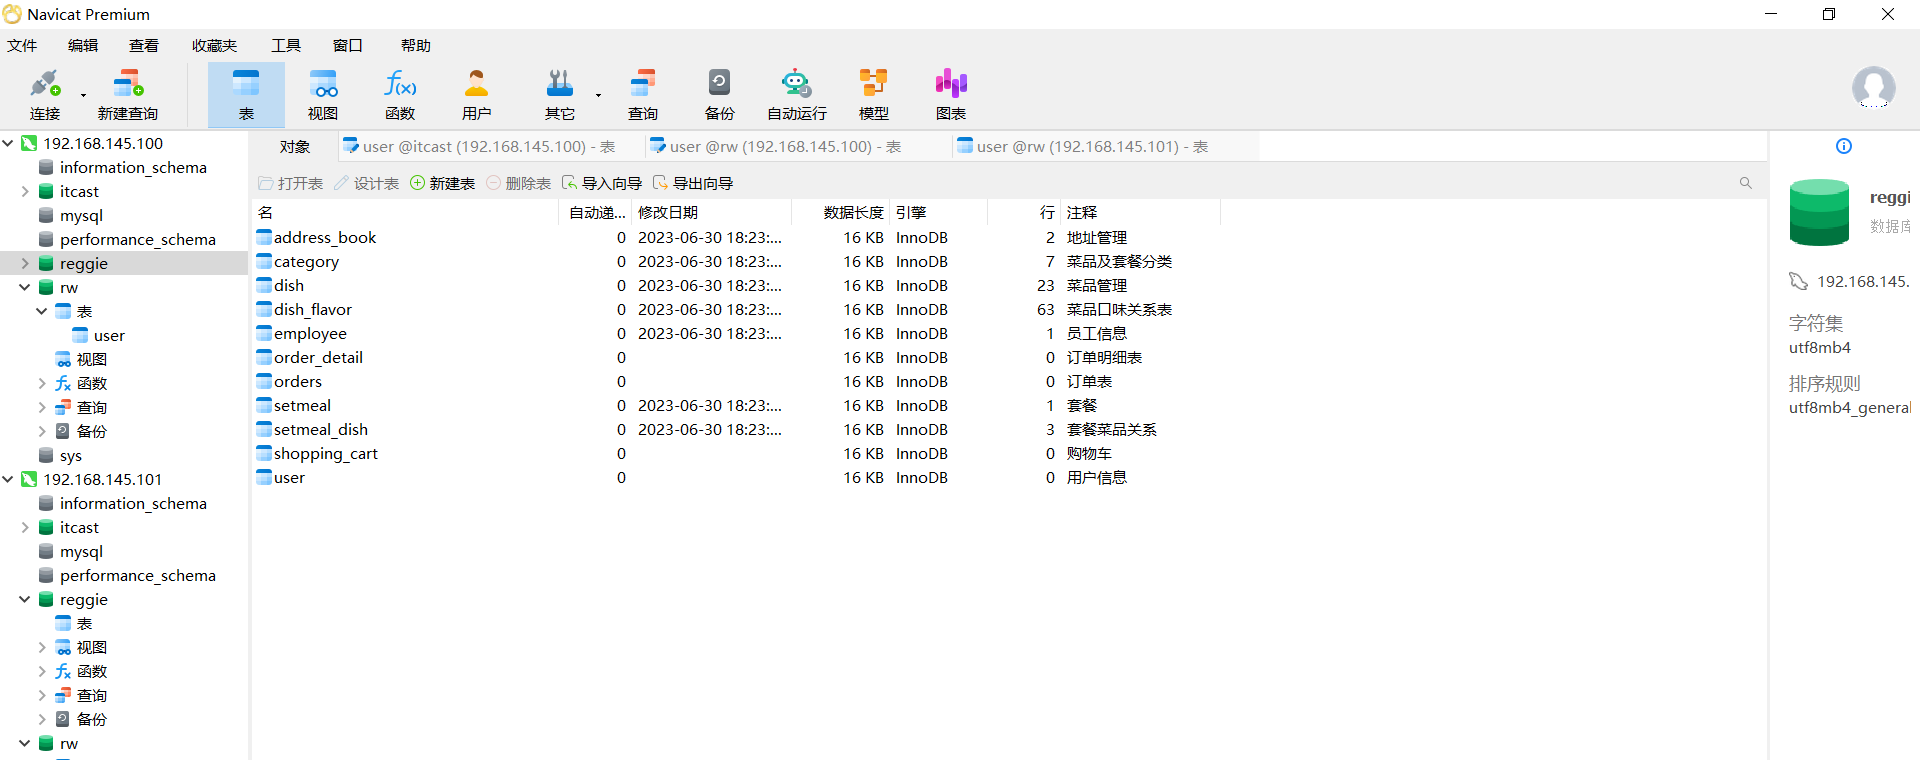 Navicat Premium
文件 编辑 查看 收藏夹 工具 窗口 帮助
连接 新建查询 表 视图 函数 用户 其它 查询 备份 自动运行 模型 图表
192.168.145.100
information_schema
itcast
mysql
performance_schema
reggie
rw
表
user
视图
函数
查询
备份
sys
192.168.145.101
information_schema
itcast
mysql
performance_schema
reggie
表
视图
函数
查询
备份
rw
对象 user @itcast (192.168.145.100) - 表 user @rw (192.168.145.100) - 表 user @rw (192.168.145.101) - 表
打开表 设计表 新建表 删除表 导入向导 导出向导
名 自动递... 修改日期 数据长度 引擎 行 注释
address_book 0 2023-06-30 18:23:... 16 KB InnoDB 2 地址管理
category 0 2023-06-30 18:23:... 16 KB InnoDB 7 菜品及套餐分类
dish 0 2023-06-30 18:23:... 16 KB InnoDB 23 菜品管理
dish_flavor 0 2023-06-30 18:23:... 16 KB InnoDB 63 菜品口味关系表
employee 0 2023-06-30 18:23:... 16 KB InnoDB 1 员工信息
order_detail 0 16 KB InnoDB 0 订单明细表
orders 0 16 KB InnoDB 0 订单表
setmeal 0 2023-06-30 18:23:... 16 KB InnoDB 1 套餐
setmeal_dish 0 2023-06-30 18:23:... 16 KB InnoDB 3 套餐菜品关系
shopping_cart 0 16 KB InnoDB 0 购物车
user 0 16 KB InnoDB 0 用户信息
reggi
数据库
192.168.145.
字符集
utf8mb4
排序规则
utf8mb4_general